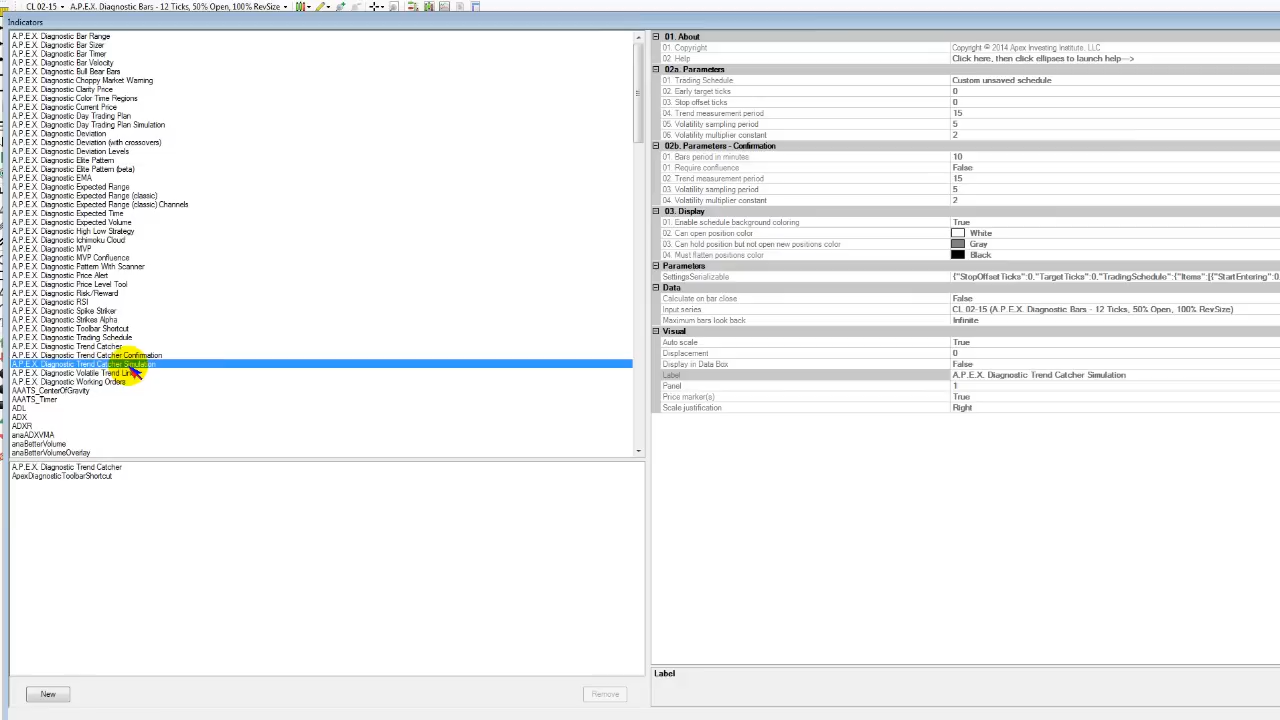 CL 02-15 A.P.E.X. Diagnostic Bars - 12 Ticks, 50% Open, 100% RevSize
Indicators
A.P.E.X. Diagnostic Bar Range
A.P.E.X. Diagnostic Bar Sizer
A.P.E.X. Diagnostic Bar Timer
A.P.E.X. Diagnostic Bar Velocity
A.P.E.X. Diagnostic Bull Bear Bars
A.P.E.X. Diagnostic Choppy Market Warning
A.P.E.X. Diagnostic Clarity Price
A.P.E.X. Diagnostic Color Time Regions
A.P.E.X. Diagnostic Current Price
A.P.E.X. Diagnostic Day Trading Plan
A.P.E.X. Diagnostic Day Trading Plan Simulation
A.P.E.X. Diagnostic Deviation
A.P.E.X. Diagnostic Deviation (with crossovers)
A.P.E.X. Diagnostic Deviation Levels
A.P.E.X. Diagnostic Elite Pattern
A.P.E.X. Diagnostic Elite Pattern (beta)
A.P.E.X. Diagnostic EMA
A.P.E.X. Diagnostic Expected Range
A.P.E.X. Diagnostic Expected Range (classic)
A.P.E.X. Diagnostic Expected Range (classic) Channels
A.P.E.X. Diagnostic Expected Time
A.P.E.X. Diagnostic Expected Volume
A.P.E.X. Diagnostic High Low Strategy
A.P.E.X. Diagnostic Ichimoku Cloud
A.P.E.X. Diagnostic MVP
A.P.E.X. Diagnostic MVP Confluence
A.P.E.X. Diagnostic Pattern With Scanner
A.P.E.X. Diagnostic Price Alert
A.P.E.X. Diagnostic Price Level Tool
A.P.E.X. Diagnostic Risk/Reward
A.P.E.X. Diagnostic RSI
A.P.E.X. Diagnostic Spike Striker
A.P.E.X. Diagnostic Strikes Alpha
A.P.E.X. Diagnostic Toolbar Shortcut
A.P.E.X. Diagnostic Trading Schedule
A.P.E.X. Diagnostic Trend Catcher
A.P.E.X. Diagnostic Trend Catcher Confirmation
A.P.E.X. Diagnostic Trend Catcher Simulation
A.P.E.X. Diagnostic Volatile Trend
A.P.E.X. Diagnostic Working Orders
AAATS_CenterOfGravity
AAATS_Timer
ADL
ADX
ADXR
anaADXVMA
anaBetterVolume
anaBetterVolumeOverlay
A.P.E.X. Diagnostic Trend Catcher
ApexDiagnosticToolbarShortcut
New
Remove
01. About
01. Copyright Copyright © 2014 Apex Investing Institute, LLC
02 Help Click here, then click ellipses to launch help--->
02a. Parameters
01 Trading Schedule Custom unsaved schedule
02. Early target ticks 0
03. Stop offset ticks 0
04. Trend measurement period 15
05. Volatility sampling period 5
06. Volatility multiplier constant 2
02b. Parameters - Confirmation
01. Bars period in minutes 10
01. Require confluence False
02. Trend measurement period 15
03. Volatility sampling period 5
04. Volatility multiplier constant 2
03. Display
01. Enable schedule background coloring True
02. Can open position color White
03. Can hold position but not open new positions color Gray
04. Must flatten positions color Black
Parameters
SettingsSerializable {"StopOffsetTicks":0,"TargetTicks":0,"TradingSchedule":{"Items":[{"StartEntering":0.
Data
Calculate on bar close False
Input series CL 02-15 (A.P.E.X. Diagnostic Bars - 12 Ticks, 50% Open, 100% RevSize)
Maximum bars look back Infinite
Visual
Auto scale True
Displacement 0
Display in Data Box False
Label A.P.E.X. Diagnostic Trend Catcher Simulation
Panel 1
Price marker(s) True
Scale justification Right
Label